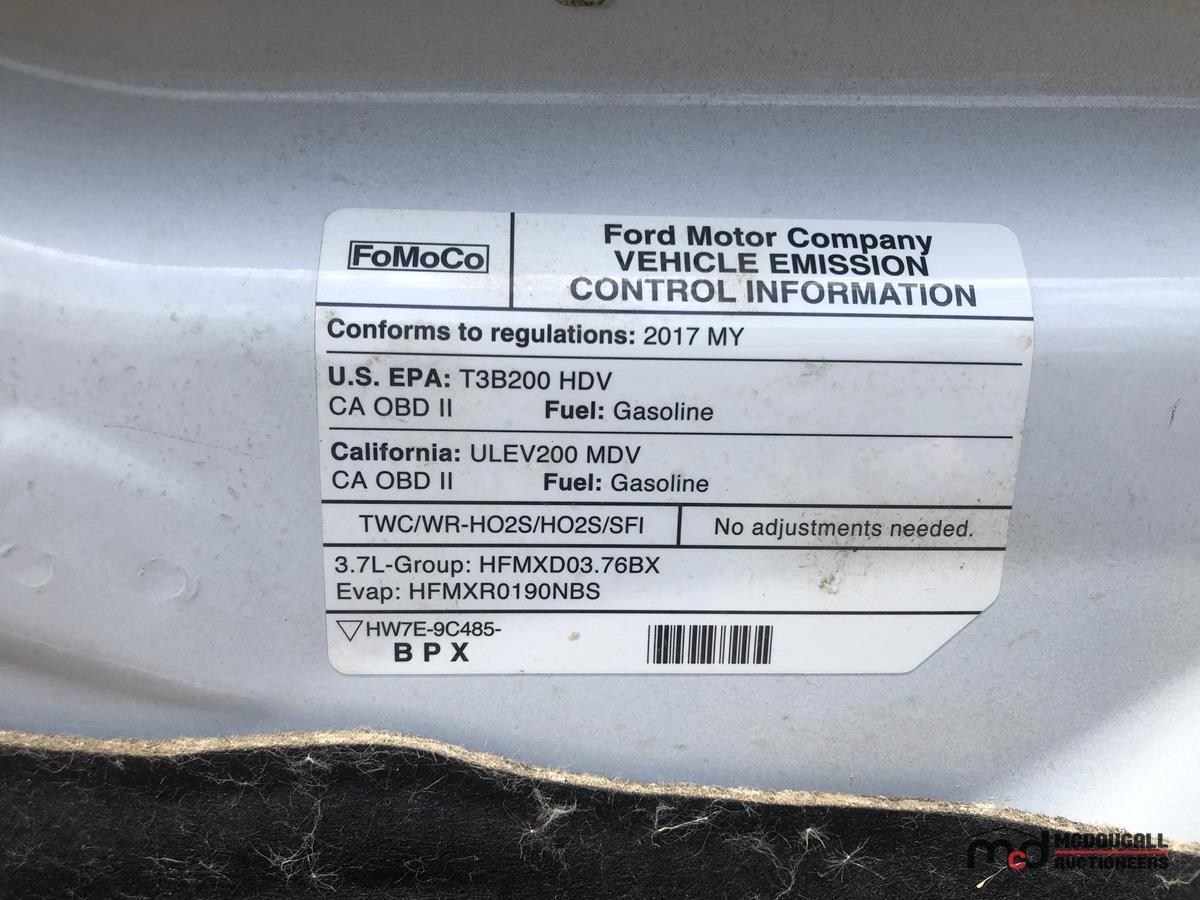 FoMoCo
Ford Motor Company
VEHICLE EMISSION
CONTROL INFORMATION
Conforms to regulations: 2017 MY
U.S. EPA: T3B200 HDV
CA OBD II Fuel: Gasoline
California: ULEV200 MDV
CA OBD II Fuel: Gasoline
TWC/WR-HO2S/HO2S/SFI No adjustments needed.
3.7L-Group: HFMXD03.76BX
Evap: HFMXR0190NBS
HW7E-9C485-
B P X
mcd MCDOUGALL
AUCTIONEERS